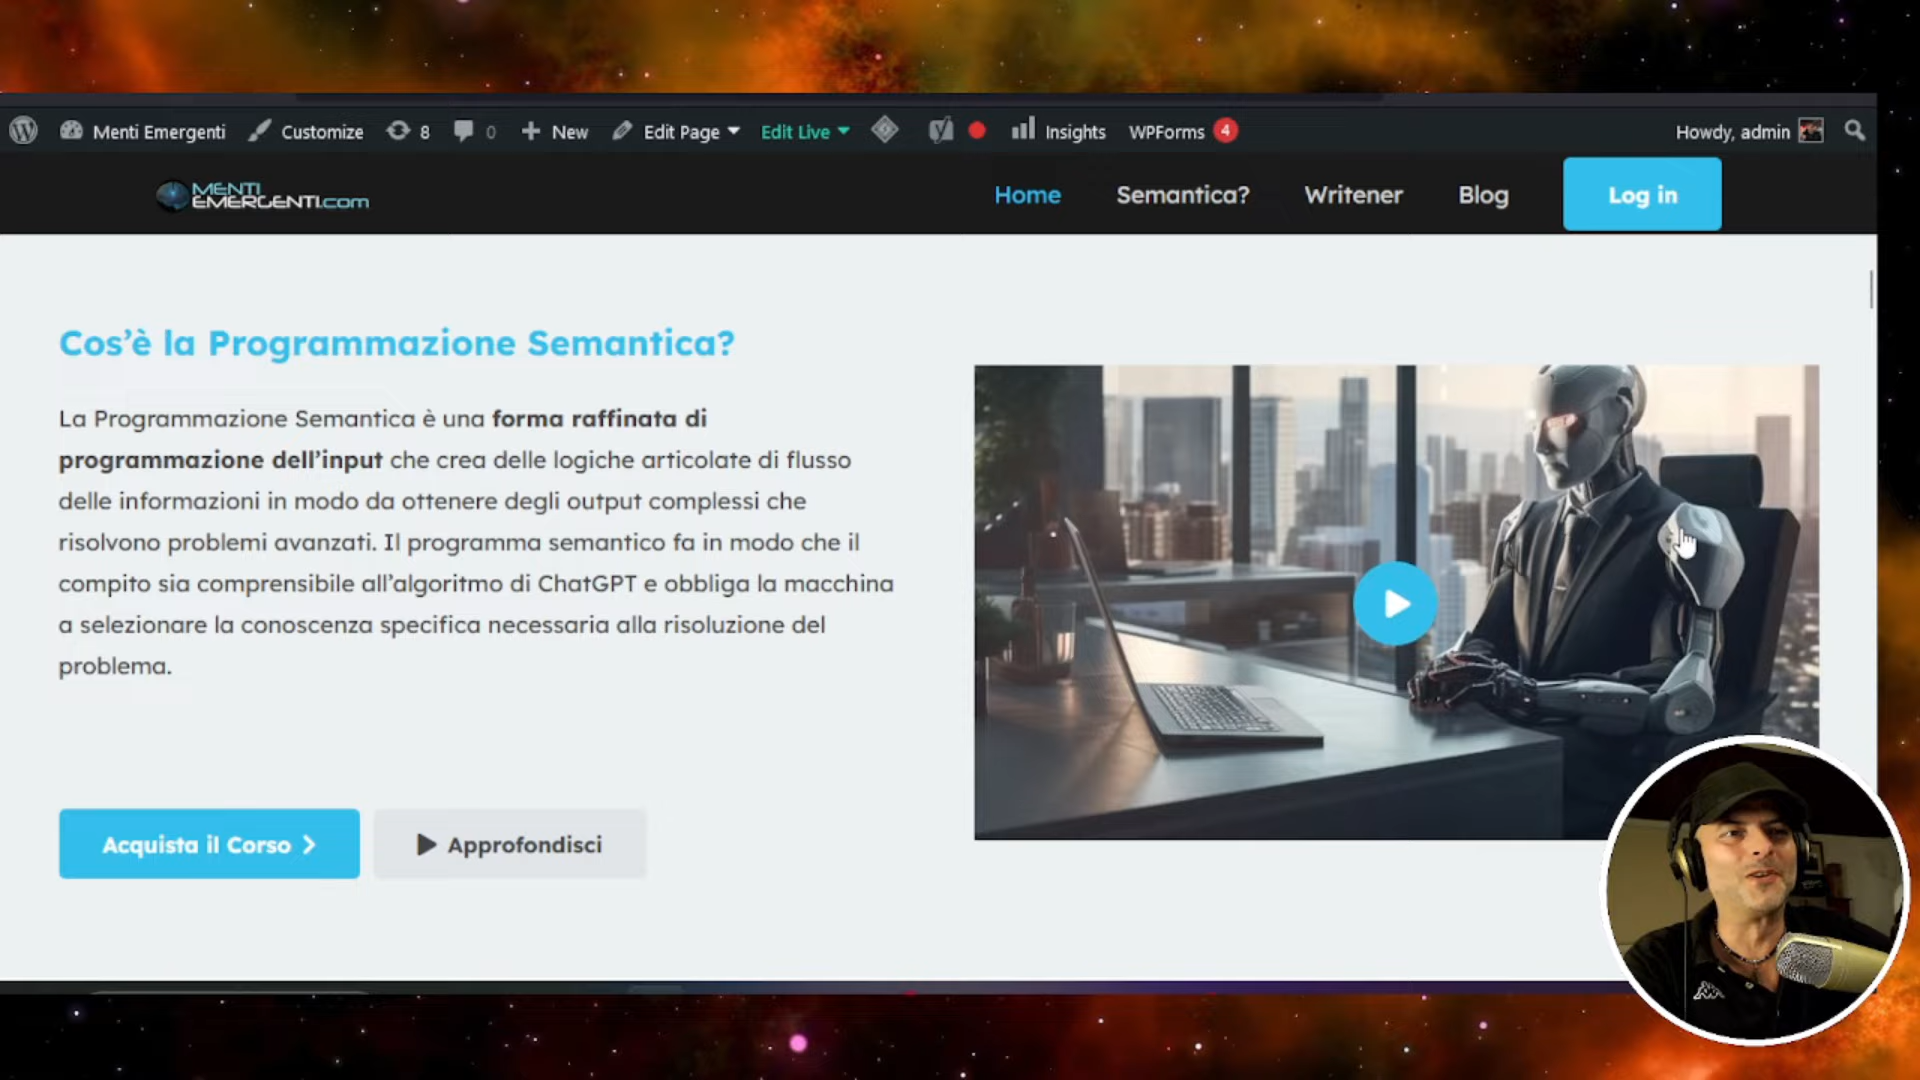 Menti Emergenti Customize 8 0 New Edit Page Edit Live Insights WPForms 4 Howdy, admin
MENTI
EMERGENTI.com
Home Semantica? Writener Blog Log in
Cos’è la Programmazione Semantica?
La Programmazione Semantica è una forma raffinata di
programmazione dell’input che crea delle logiche articolate di flusso
delle informazioni in modo da ottenere degli output complessi che
risolvono problemi avanzati. Il programma semantico fa in modo che il
compito sia comprensibile all’algoritmo di ChatGPT e obbliga la macchina
a selezionare la conoscenza specifica necessaria alla risoluzione del
problema.
Acquista il Corso
Approfondisci